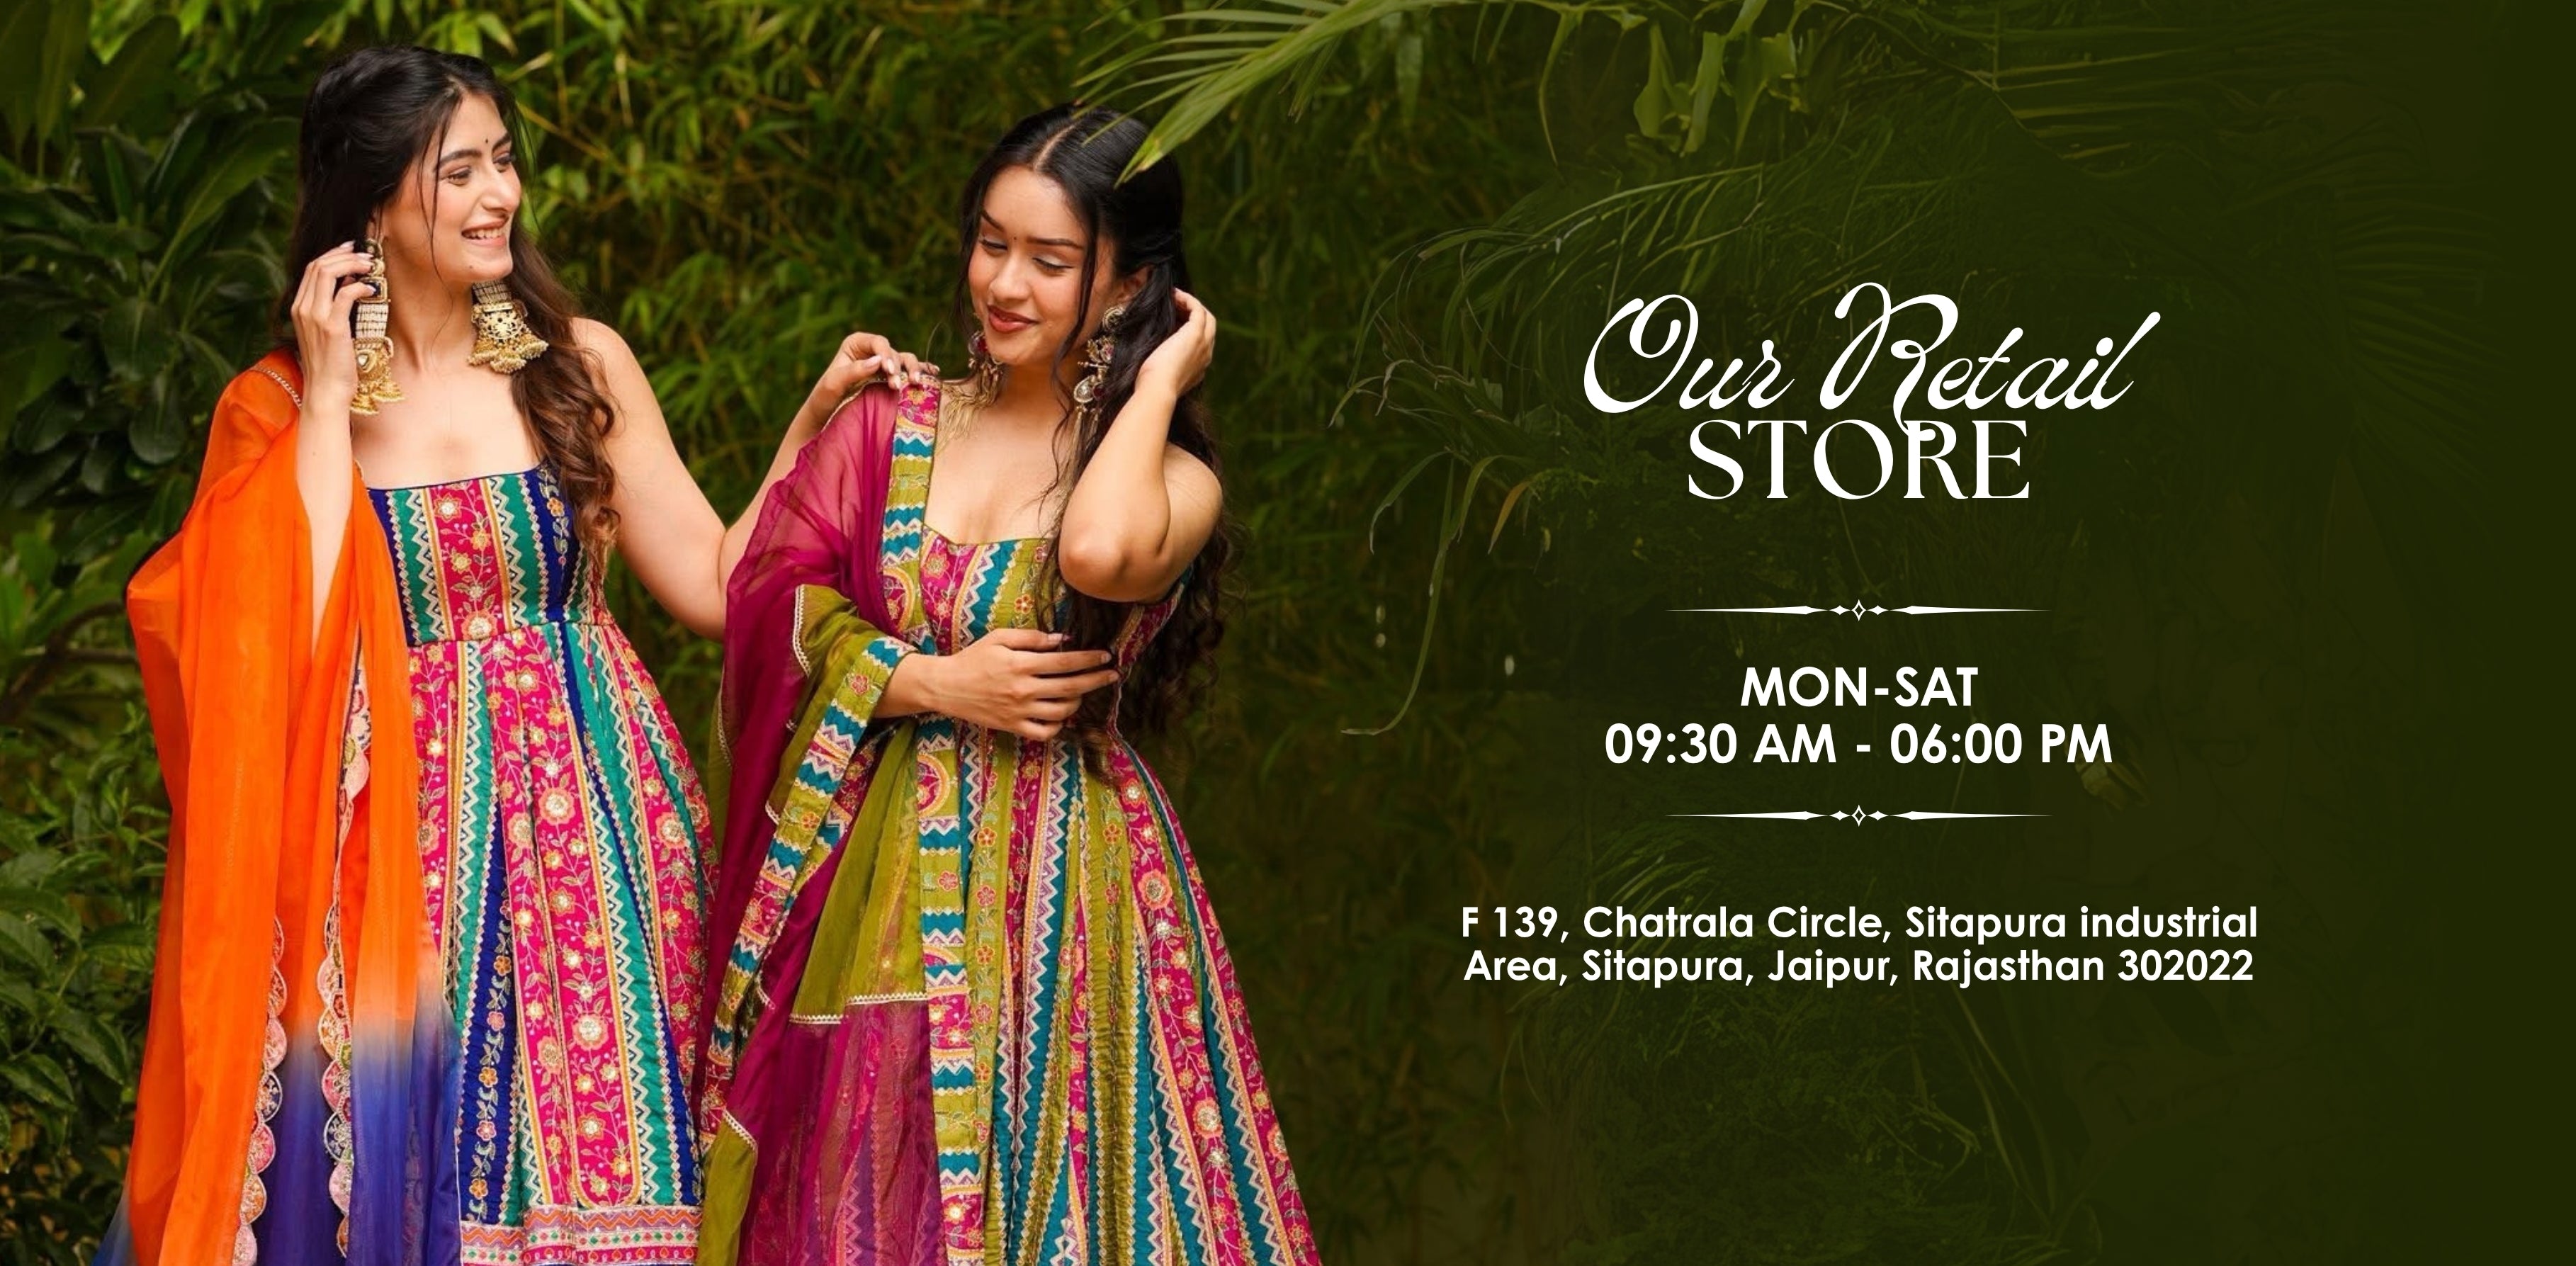 Our Retail
STORE
MON-SAT
09:30 AM - 06:00 PM
F 139, Chatrala Circle, Sitapura industrial
Area, Sitapura, Jaipur, Rajasthan 302022